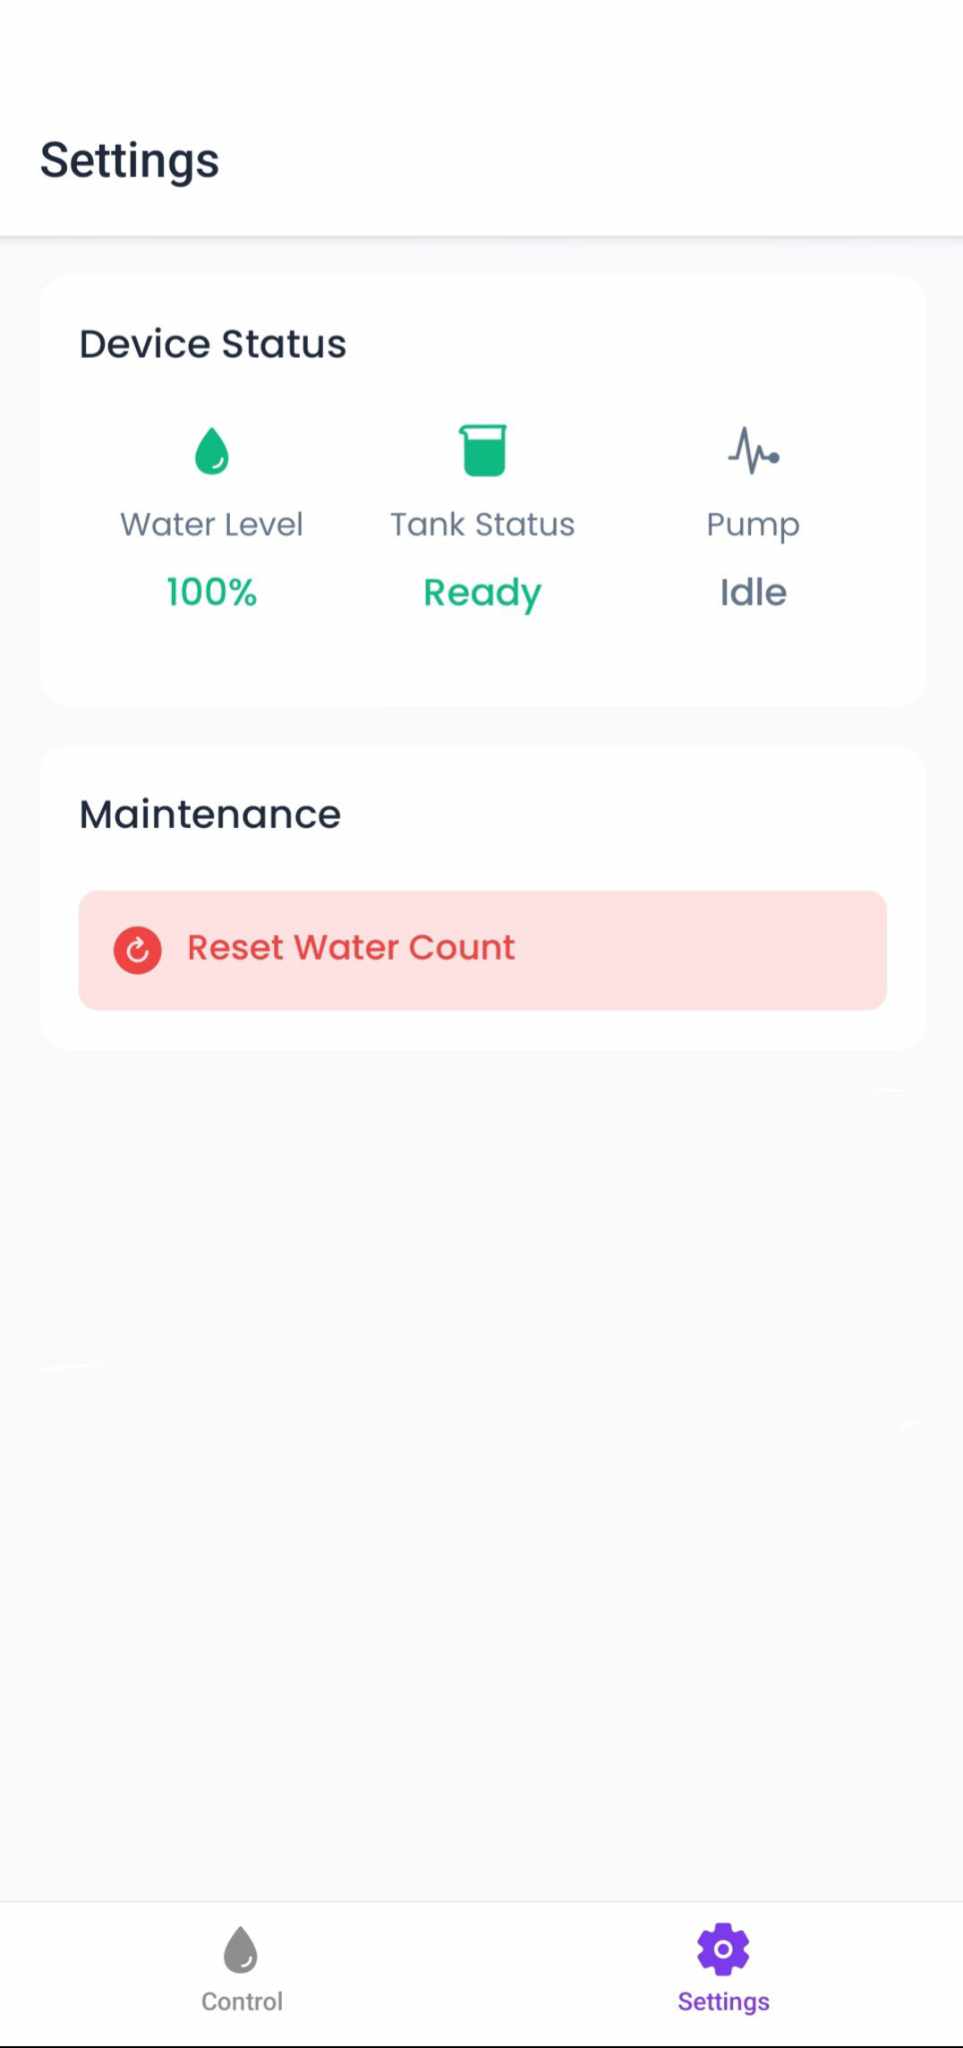 Settings
Device Status
Water Level
Tank Status
Pump
100%
Ready
Idle
Maintenance
Reset Water Count
Control
Settings